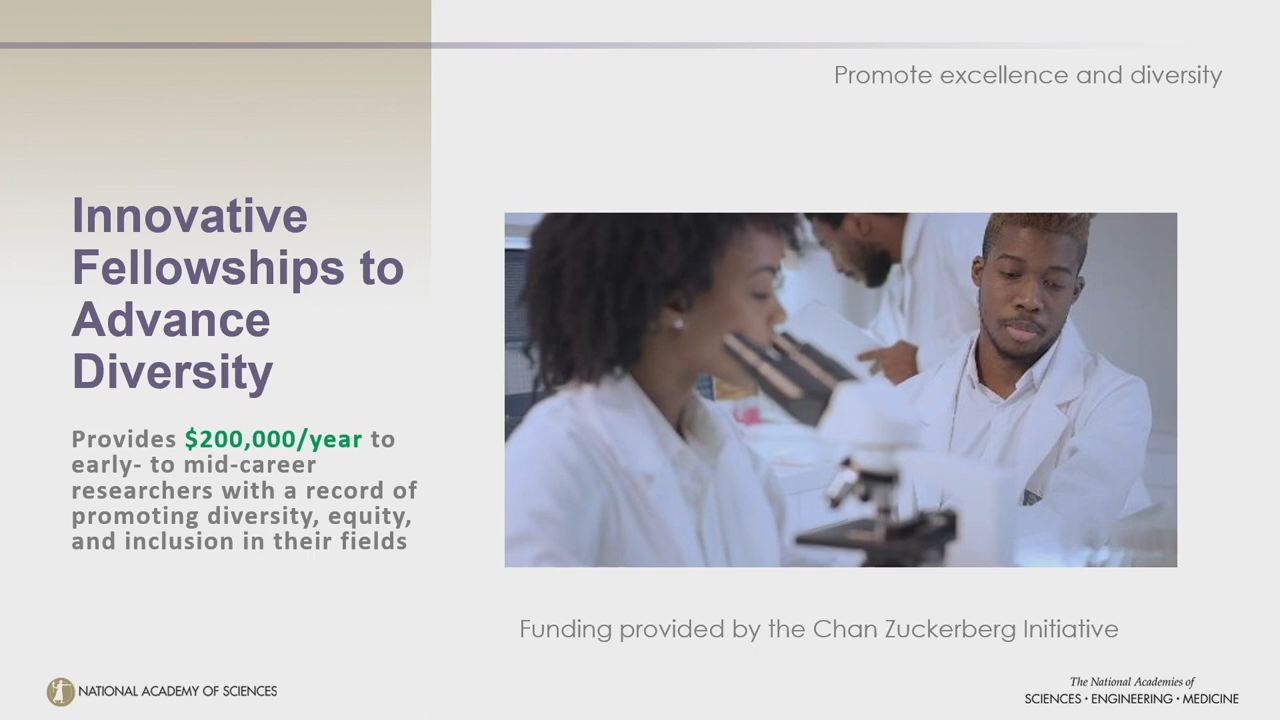 Promote excellence and diversity
Innovative
Fellowships to
Advance
Diversity
Provides $200,000/year to
early- to mid-career
researchers with a record of
promoting diversity, equity,
and inclusion in their fields
Funding provided by the Chan Zuckerberg Initiative
NATIONAL ACADEMY OF SCIENCES
The National Academies of
SCIENCES · ENGINEERING · MEDICINE